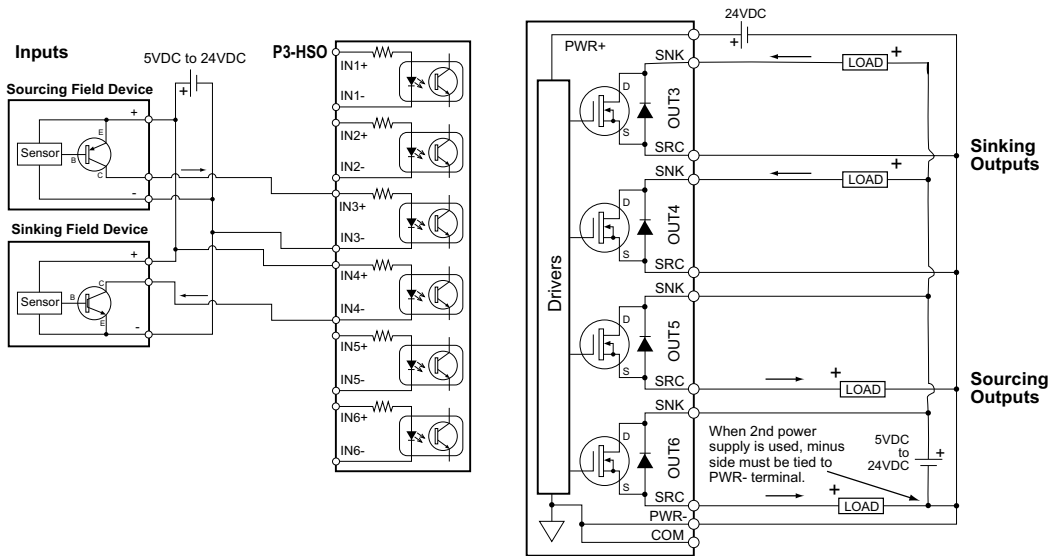 Inputs
5VDC to 24VDC
+
Sourcing Field Device
+
E
Sensor
B
C
-
Sinking Field Device
+
C
Sensor
B
E
-
P3-HSO
IN1+
IN1-
IN2+
IN2-
IN3+
IN3-
IN4+
IN4-
IN5+
IN5-
IN6+
IN6-
24VDC
+
PWR+
Drivers
SNK
+
LOAD
D
S
OUT3
SRC
Sinking
Outputs
SNK
+
LOAD
D
S
OUT4
SRC
SNK
D
S
OUT5
SRC
+
LOAD
Sourcing
Outputs
SNK
D
S
OUT6
SRC
+
LOAD
When 2nd power
supply is used, minus
side must be tied to
PWR- terminal.
5VDC
to
24VDC
+
PWR-
COM